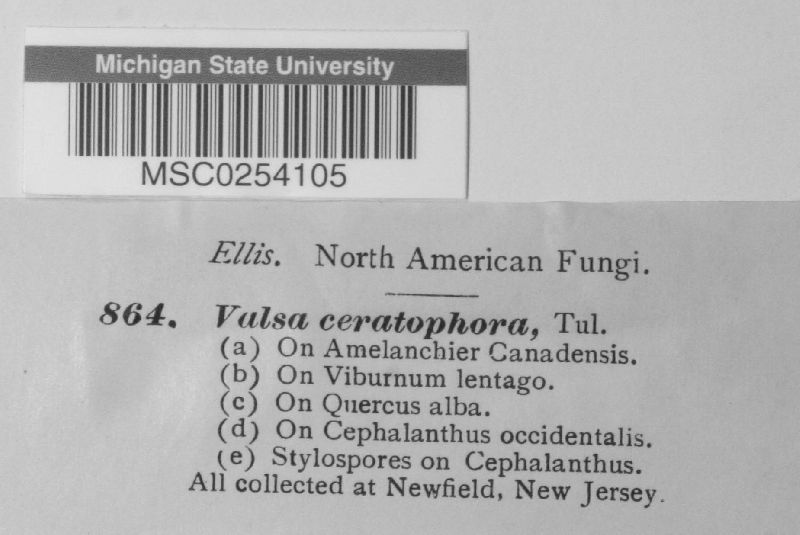 Michigan State University
MSC0254105
Ellis. North American Fungi.
864. Valsa ceratophora, Tul.
(a) On Amelanchier Canadensis.
(b) On Viburnum lentago.
(c) On Quercus alba.
(d) On Cephalanthus occidentalis.
(e) Stylospores on Cephalanthus.
All collected at Newfield, New Jersey.